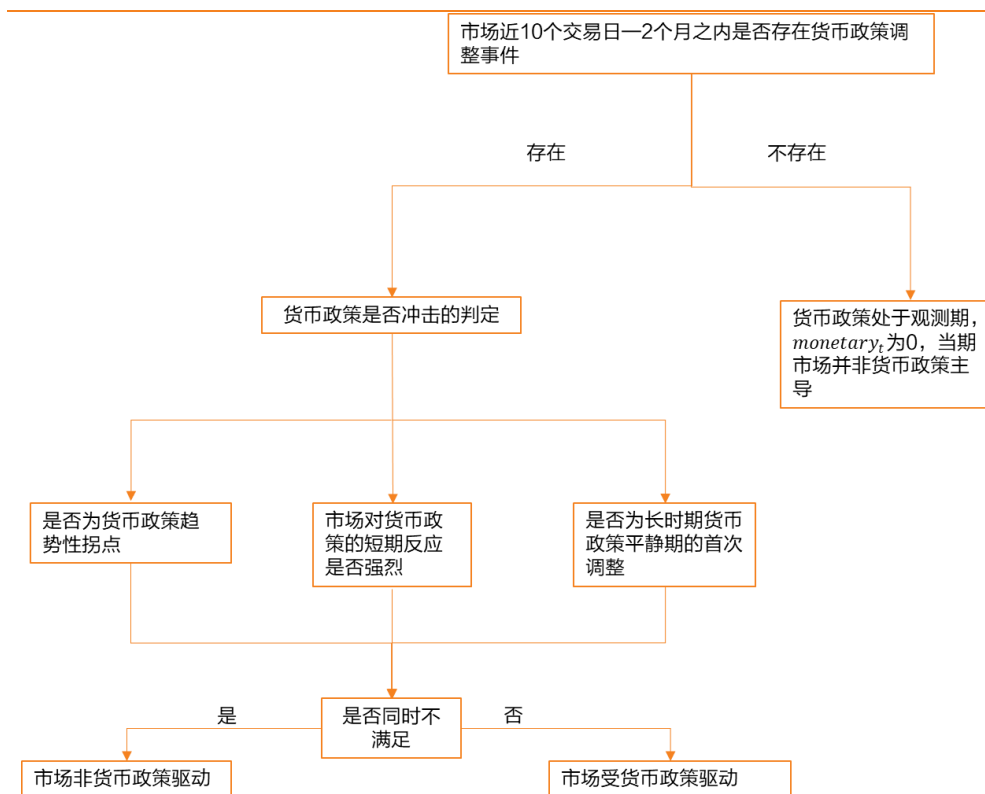 市场近10个交易日—2个月之内是否存在货币政策调
整事件
存在
不存在
货币政策是否冲击的判定
货币政策处于观测期，
monetaryₜ为0，当期
市场并非货币政策主
导
是否为货币政策趋
势性拐点
市场对货币政
策的短期反应
是否强烈
是否为长时期货币
政策平静期的首次
调整
是
是否同时不
满足
否
市场非货币政策驱动
市场受货币政策驱动